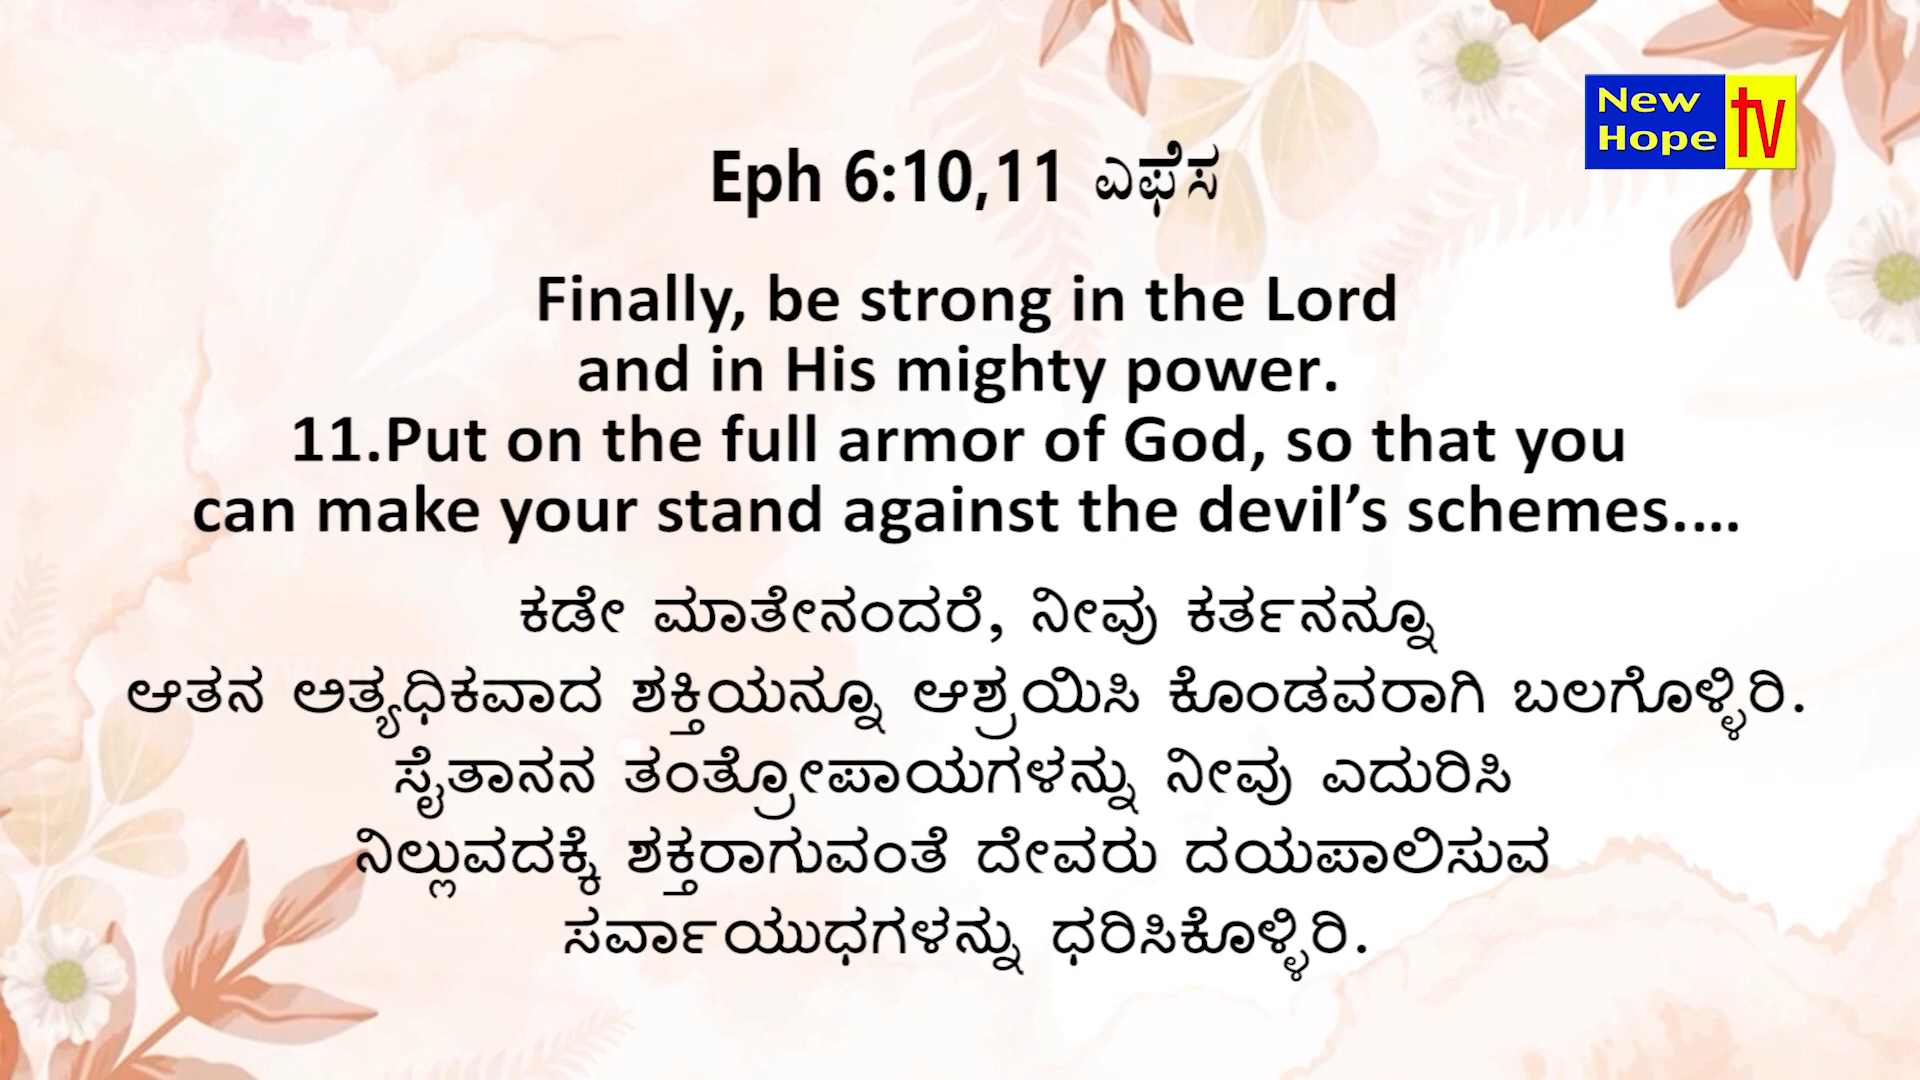 New
Hope
tv
Eph 6:10,11 ಎಫೆಸ
Finally, be strong in the Lord
and in His mighty power.
11.Put on the full armor of God, so that you
can make your stand against the devil’s schemes.…
ಕಡೇ ಮಾತೇನಂದರೆ, ನೀವು ಕರ್ತನನ್ನೂ
ಆತನ ಅತ್ಯಧಿಕವಾದ ಶಕ್ತಿಯನ್ನೂ ಆಶ್ರಯಿಸಿ ಕೊಂಡವರಾಗಿ ಬಲಗೊಳ್ಳಿರಿ.
ಸೈತಾನನ ತಂತ್ರೋಪಾಯಗಳನ್ನು ನೀವು ಎದುರಿಸಿ
ನಿಲ್ಲುವದಕ್ಕೆ ಶಕ್ತರಾಗುವಂತೆ ದೇವರು ದಯಪಾಲಿಸುವ
ಸರ್ವಾಯುಧಗಳನ್ನು ಧರಿಸಿಕೊಳ್ಳಿರಿ.